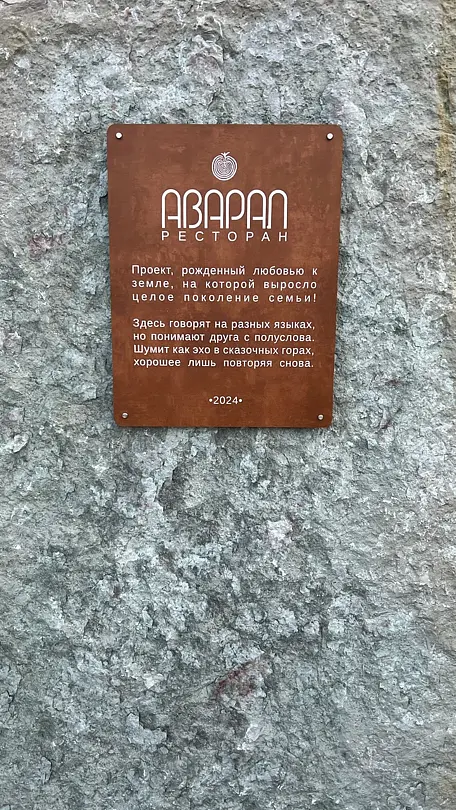 АВАРАЛ
РЕСТОРАН
Проект, рожденный любовью к
земле, на которой выросло
целое поколение семьи!
Здесь говорят на разных языках,
но понимают друга с полуслова.
Шумит как эхо в сказочных горах,
хорошее лишь повторяя снова.
•2024•